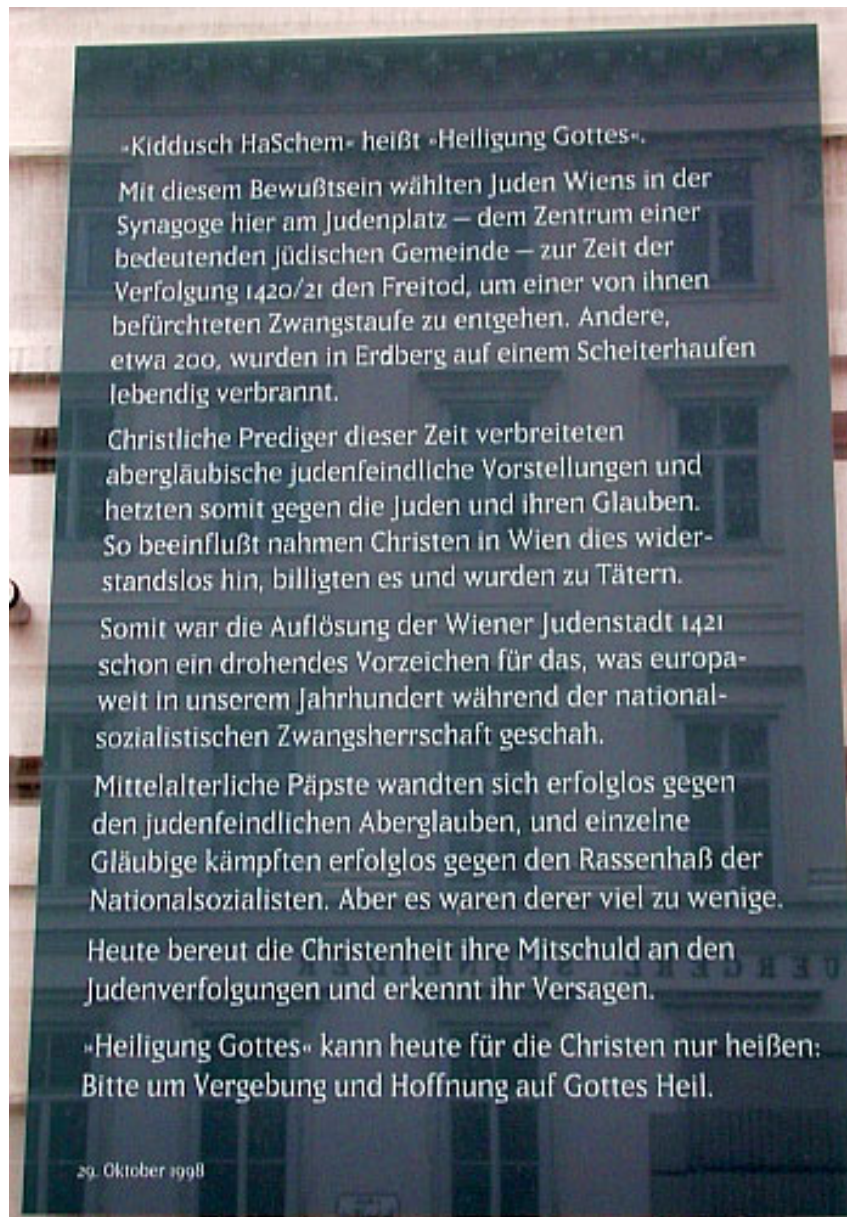 »Kiddusch HaSchem« heißt »Heiligung Gottes«.
Mit diesem Bewußtsein wählten Juden Wiens in der
Synagoge hier am Judenplatz – dem Zentrum einer
bedeutenden jüdischen Gemeinde – zur Zeit der
Verfolgung 1420/21 den Freitod, um einer von ihnen
befürchteten Zwangstaufe zu entgehen. Andere,
etwa 200, wurden in Erdberg auf einem Scheiterhaufen
lebendig verbrannt.
Christliche Prediger dieser Zeit verbreiteten
abergläubische judenfeindliche Vorstellungen und
hetzten somit gegen die Juden und ihren Glauben.
So beeinflußt nahmen Christen in Wien dies wider-
standslos hin, billigten es und wurden zu Tätern.
Somit war die Auflösung der Wiener Judenstadt 1421
schon ein drohendes Vorzeichen für das, was europa-
weit in unserem Jahrhundert während der national-
sozialistischen Zwangsherrschaft geschah.
Mittelalterliche Päpste wandten sich erfolglos gegen
den judenfeindlichen Aberglauben, und einzelne
Gläubige kämpften erfolglos gegen den Rassenhaß der
Nationalsozialisten. Aber es waren derer viel zu wenige.
Heute bereut die Christenheit ihre Mitschuld an den
Judenverfolgungen und erkennt ihr Versagen.
»Heiligung Gottes« kann heute für die Christen nur heißen:
Bitte um Vergebung und Hoffnung auf Gottes Heil.
29. Oktober 1998